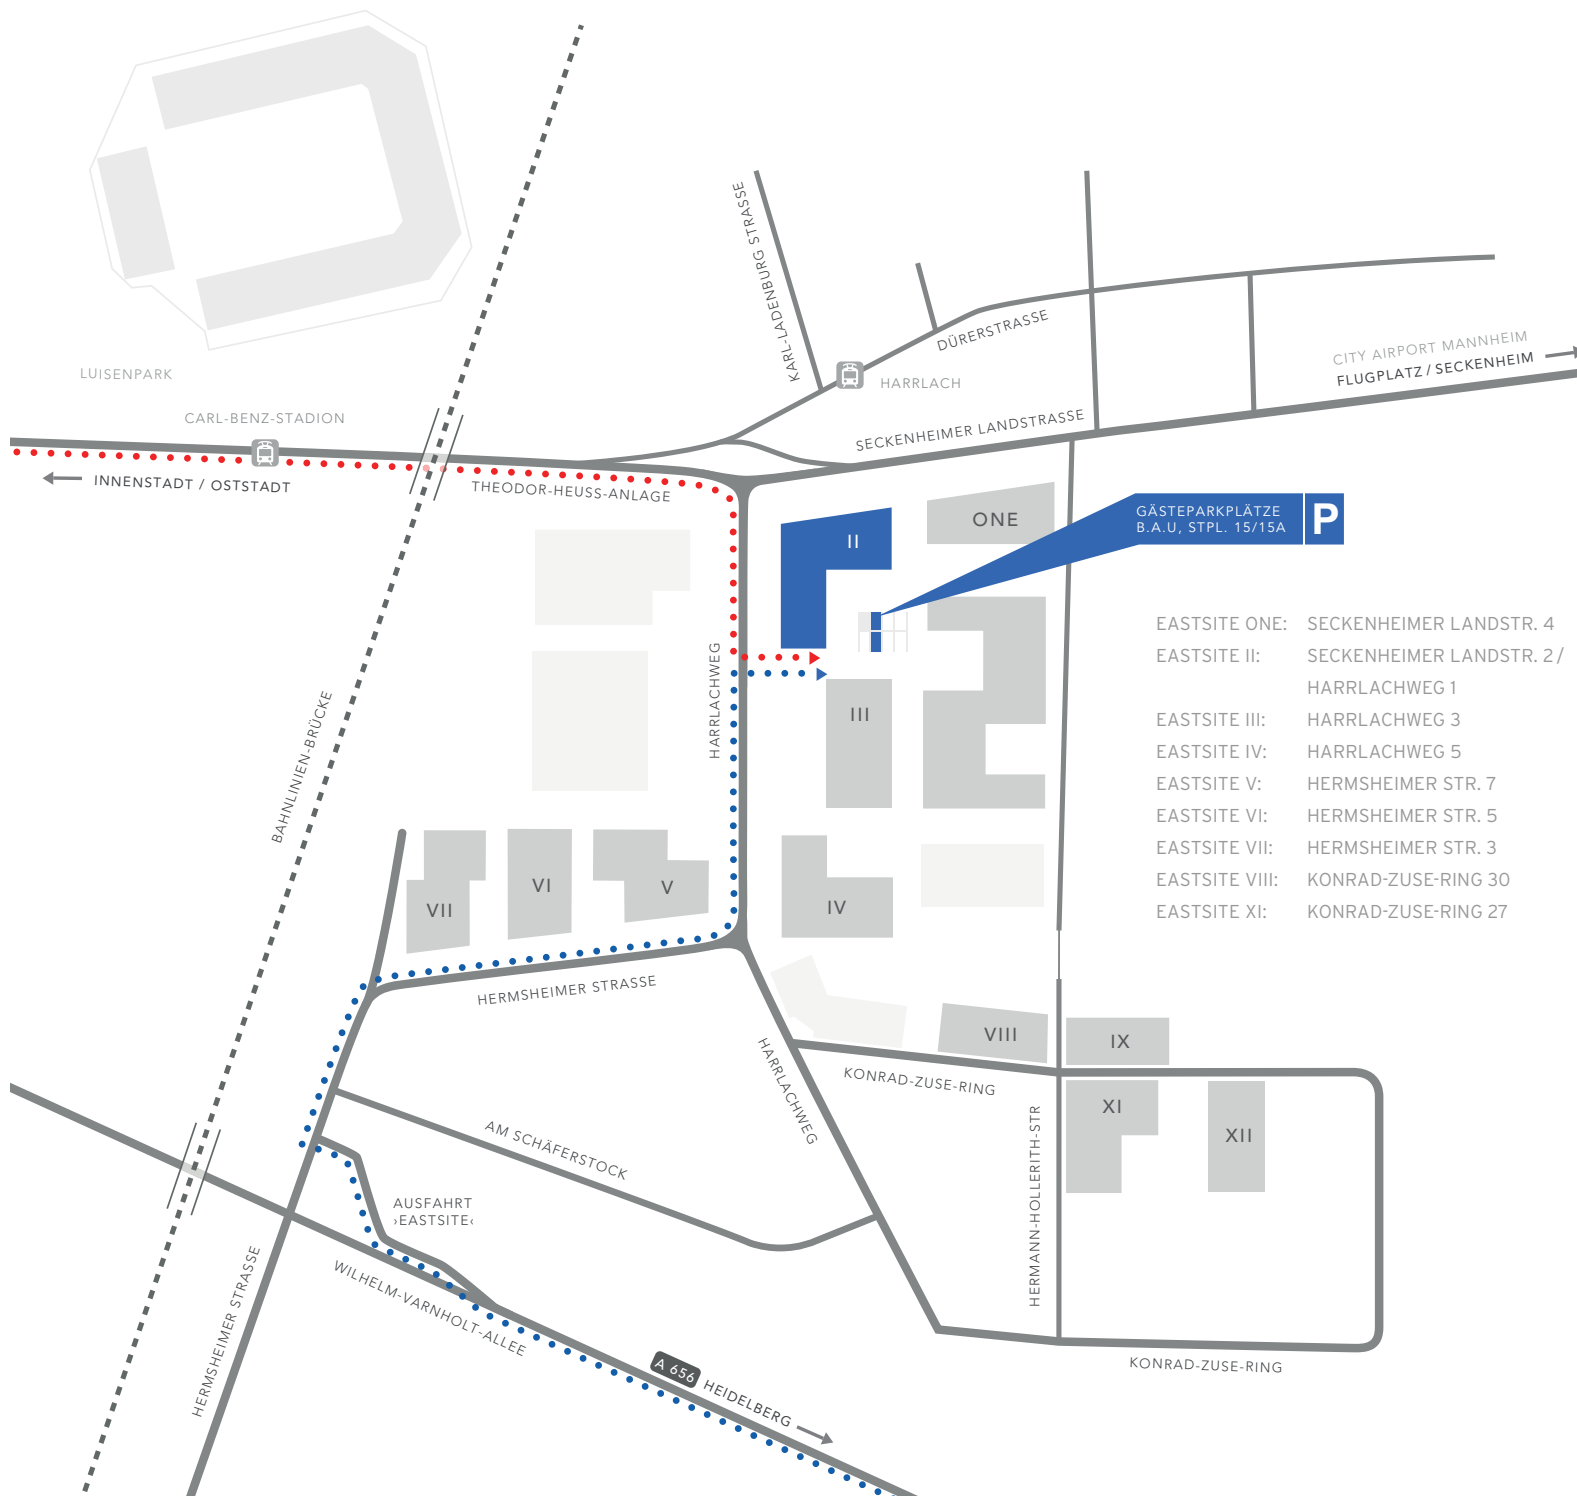 KARL-LADENBURG STRASSE
DÜRERSTRASSE
CITY AIRPORT MANNHEIM
FLUGPLATZ / SECKENHEIM
LUISENPARK
HARRLACH
CARL-BENZ-STADION
SECKENHEIMER LANDSTRASSE
INNENSTADT / OSTSTADT
THEODOR-HEUSS-ANLAGE
GÄSTEPARKPLÄTZE
B.A.U, STPL. 15/15A
P
ONE
II
EASTSITE ONE: SECKENHEIMER LANDSTR. 4
EASTSITE II: SECKENHEIMER LANDSTR. 2 /
HARRLACHWEG 1
EASTSITE III: HARRLACHWEG 3
EASTSITE IV: HARRLACHWEG 5
EASTSITE V: HERMSHEIMER STR. 7
EASTSITE VI: HERMSHEIMER STR. 5
EASTSITE VII: HERMSHEIMER STR. 3
EASTSITE VIII: KONRAD-ZUSE-RING 30
EASTSITE XI: KONRAD-ZUSE-RING 27
HARRLACHWEG
III
BAHNLINIEN-BRÜCKE
VII
VI
V
IV
HERMSHEIMER STRASSE
VIII
IX
HARRLACHWEG
KONRAD-ZUSE-RING
XI
XII
AM SCHÄFERSTOCK
HERMANN-HOLLERITH-STR
AUSFAHRT
›EASTSITE‹
HERMSHEIMER STRASSE
WILHELM-VARNHOLT-ALLEE
A 656
HEIDELBERG
KONRAD-ZUSE-RING